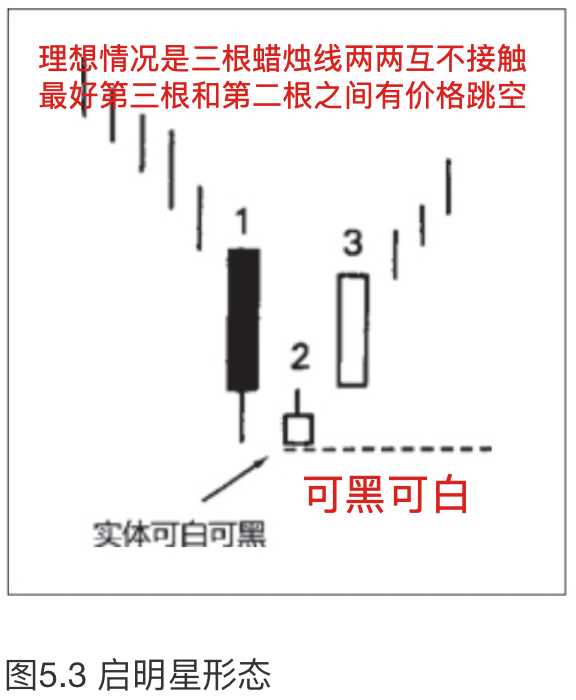 理想情况是三根蜡烛线两两互不接触
最好第三根和第二根之间有价格跳空
1
3
2
可黑可白
实体可白可黑
图5.3 启明星形态